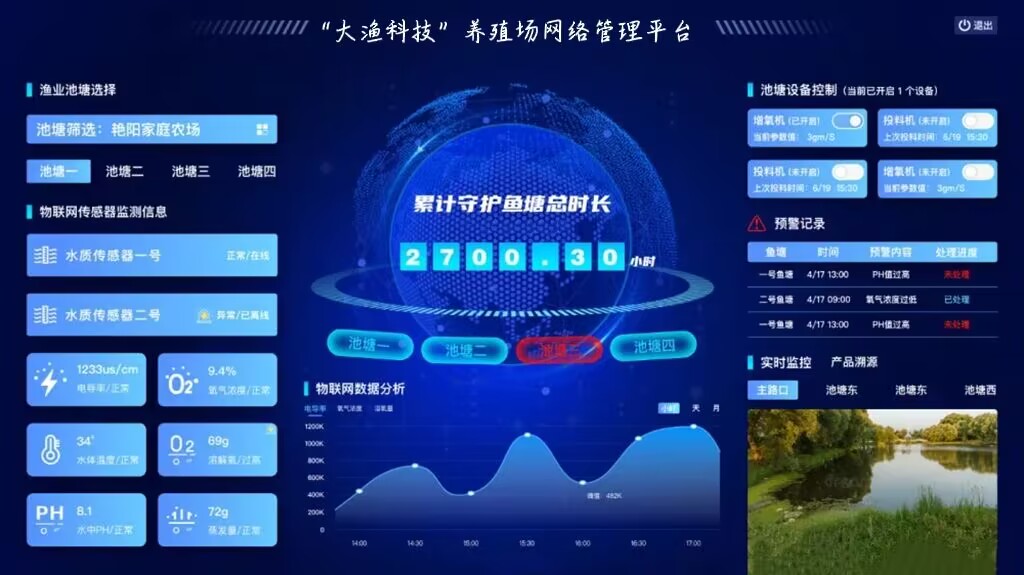 “大渔科技”养殖场网络管理平台
退出
渔业池塘选择
池塘筛选：艳阳家庭农场
池塘一 池塘二 池塘三 池塘四
物联网传感器监测信息
水质传感器一号 正常/在线
水质传感器二号 异常/已离线
1233us/cm
电导率/正常
9.4%
氧气浓度/正常
34°
水体温度/正常
69g
溶解氧/过高
PH
8.1
水中PH/正常
72g
蒸发量/正常
累计守护鱼塘总时长
2700.30小时
池塘一 池塘二 池塘四
物联网数据分析
电导率 氧气浓度 溶氧量
小时 天 月
1200K
1000K
800K
600K
400K
200K
0
峰值：482K
14:00 14:30 15:00 15:30 16:00 16:30 17:00
池塘设备控制（当前已开启 1 个设备）
增氧机（已开启）
当前参数值：3gm/S
投料机（未开启）
上次投料时间：6/19 15:30
投料机（未开启）
上次投料时间：6/19 15:30
增氧机（未开启）
当前参数值：3gm/S
预警记录
鱼塘 时间 预警内容 处理进度
一号鱼塘 4/17 13:00 PH值过高 未处理
二号鱼塘 4/17 09:00 氧气浓度过低 已处理
一号鱼塘 4/17 13:00 PH值过高 未处理
实时监控 产品溯源
主路口 池塘东 池塘东 池塘西